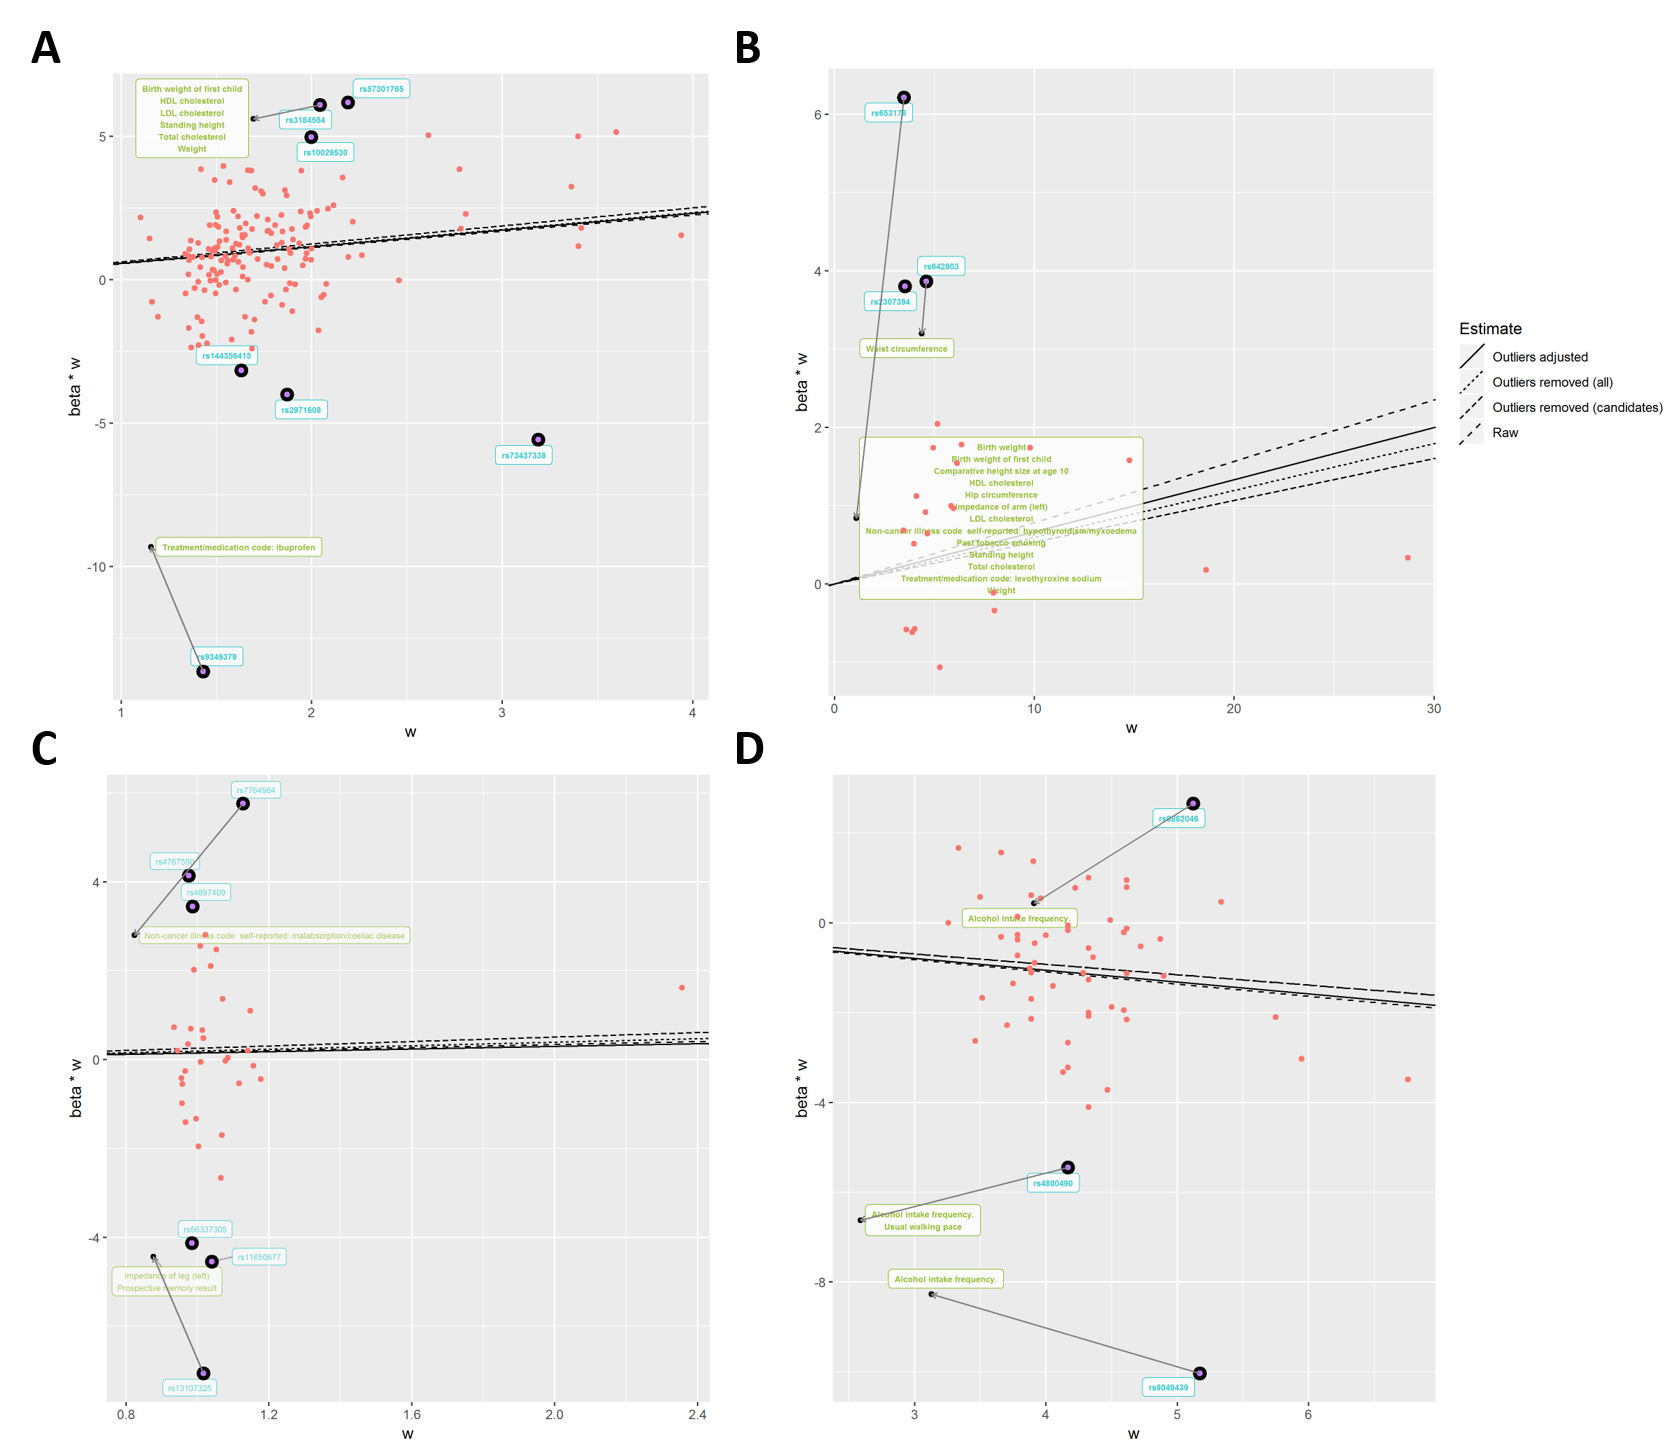 A
Birth weight of first child
HDL cholesterol
LDL cholesterol
Standing height
Total cholesterol
Weight
rs57301765
rs3184504
rs10029530
rs144356415
rs2971608
rs73437338
Treatment/medication code: ibuprofen
rs9349379
5
0
-5
-10
beta * w
1
2
3
4
w
B
rs642803
rs2307394
Waist circumference
Birth weight
Birth weight of first child
Comparative height size at age 10
HDL cholesterol
Hip circumference
Impedance of arm (left)
LDL cholesterol
Non-cancer illness code self-reported: hypothyroidism/myxoedema
Past tobacco smoking
Standing height
Total cholesterol
Treatment/medication code: levothyroxine sodium
Weight
6
4
2
0
beta * w
0
10
20
30
w
Estimate
Outliers adjusted
Outliers removed (all)
Outliers removed (candidates)
Raw
C
rs7764984
rs4767550
rs4897409
Non-cancer illness code self-reported: malabsorption/coeliac disease
rs56337305
rs11650677
Impedance of leg (left)
Prospective memory result
rs13107325
4
0
-4
beta * w
0.8
1.2
1.6
2.0
2.4
w
D
Alcohol intake frequency.
rs4800490
Alcohol intake frequency.
Usual walking pace
Alcohol intake frequency.
rs8049439
0
-4
-8
beta * w
3
4
5
6
w